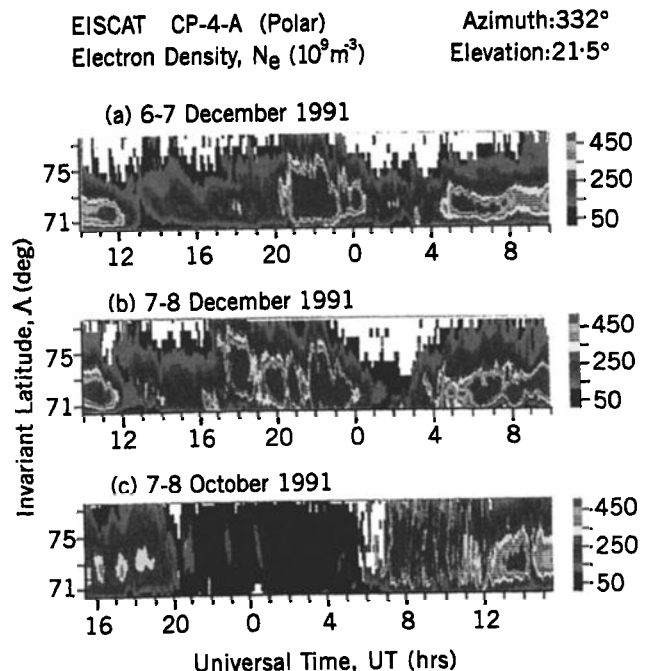 EISCAT CP-4-A (Polar) Azimuth:332°
Electron Density, Ne (10⁹m⁻³) Elevation:21·5°
(a) 6-7 December 1991
75
71
12 16 20 0 4 8
450
250
50
(b) 7-8 December 1991
75
71
12 16 20 0 4 8
450
250
50
(c) 7-8 October 1991
75
71
16 20 0 4 8 12
450
250
50
Invariant Latitude, Λ (deg)
Universal Time, UT (hrs)